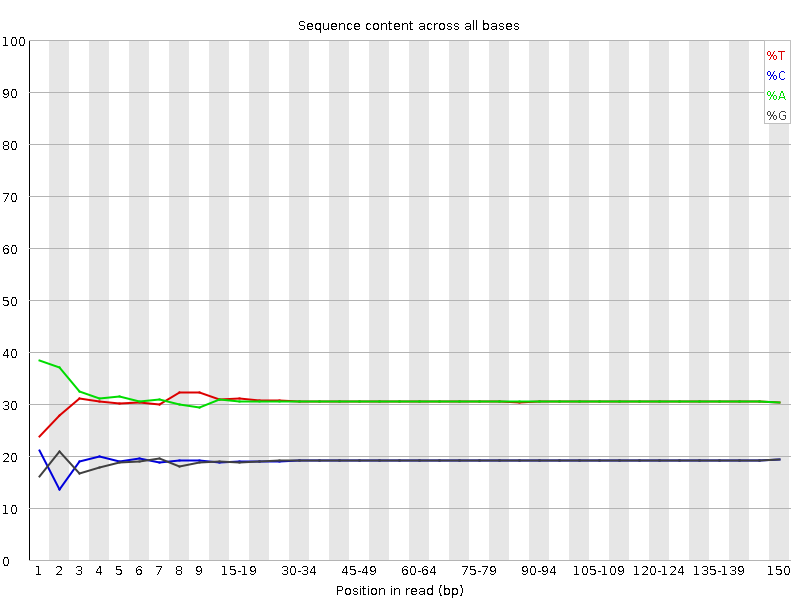 Sequence content across all bases
100
90
80
70
60
50
40
30
20
10
0
%T
%C
%A
%G
1 2 3 4 5 6 7 8 9 15-19 30-34 45-49 60-64 75-79 90-94 105-109 120-124 135-139 150
Position in read (bp)